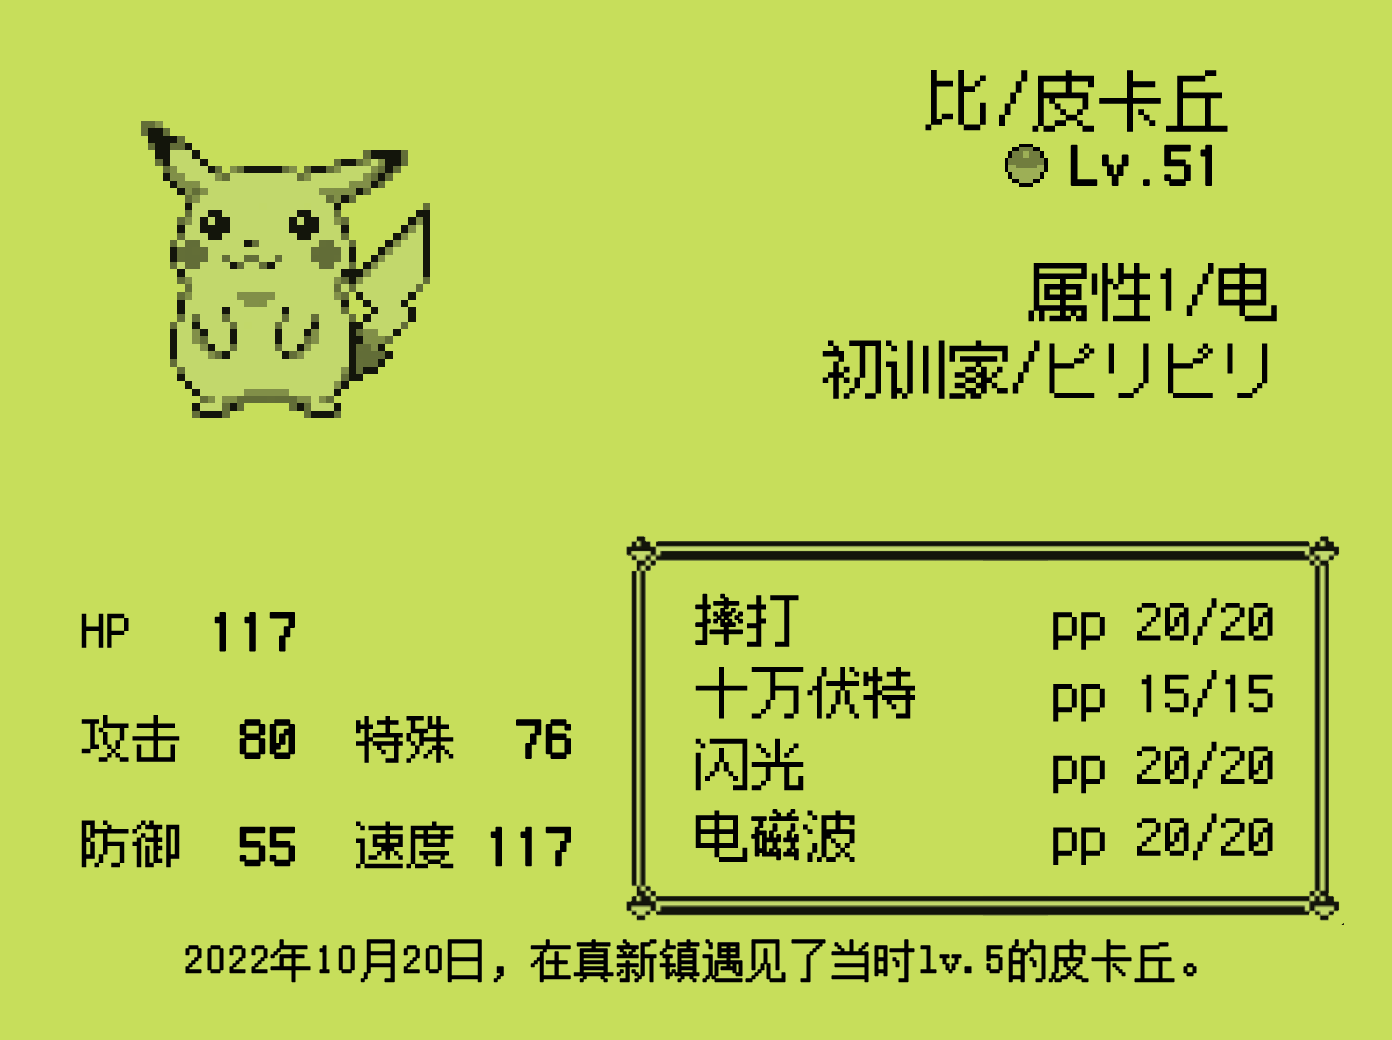 比/皮卡丘
Lv.51
属性1/电
初训家/ピリピリ
HP 117
攻击 80 特殊 76
防御 55 速度 117
摔打 pp 20/20
十万伏特 pp 15/15
闪光 pp 20/20
电磁波 pp 20/20
2022年10月20日，在真新镇遇见了当时lv.5的皮卡丘。